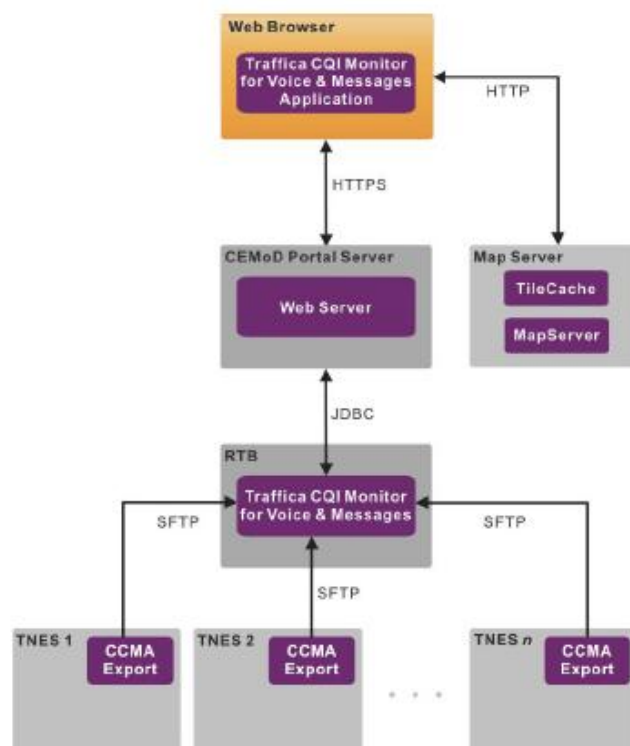 Web Browser
Traffica CQI Monitor
for Voice & Messages
Application
HTTP
HTTPS
CEMoD Portal Server
Web Server
Map Server
TileCache
MapServer
JDBC
RTB
Traffica CQI Monitor
for Voice & Messages
SFTP
SFTP
SFTP
TNES 1
CCMA
Export
TNES 2
CCMA
Export
. . .
TNES n
CCMA
Export